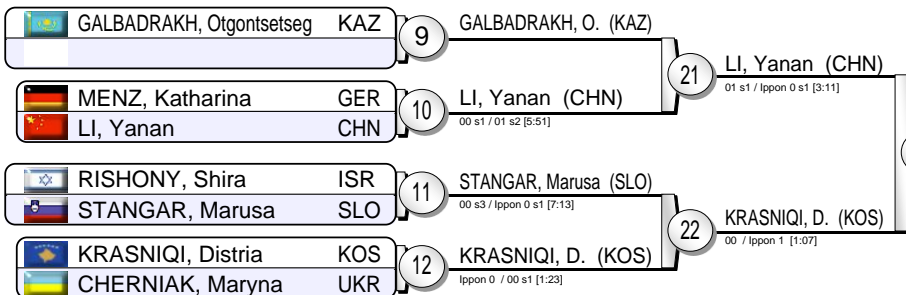 GALBADRAKH, Otgontsetseg KAZ
9
GALBADRAKH, O. (KAZ)
21
LI, Yanan (CHN)
01 s1 / Ippon 0 s1 [3:11]
MENZ, Katharina GER
LI, Yanan CHN
10
LI, Yanan (CHN)
00 s1 / 01 s2 [5:51]
RISHONY, Shira ISR
STANGAR, Marusa SLO
11
STANGAR, Marusa (SLO)
00 s3 / Ippon 0 s1 [7:13]
22
KRASNIQI, D. (KOS)
00 / Ippon 1 [1:07]
KRASNIQI, Distria KOS
CHERNIAK, Maryna UKR
12
KRASNIQI, D. (KOS)
Ippon 0 / 00 s1 [1:23]